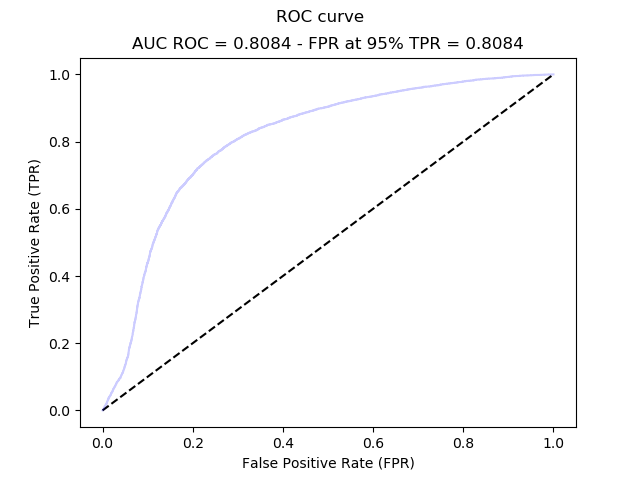 ROC curve
AUC ROC = 0.8084 - FPR at 95% TPR = 0.8084
1.0
0.8
0.6
0.4
0.2
0.0
True Positive Rate (TPR)
0.0 0.2 0.4 0.6 0.8 1.0
False Positive Rate (FPR)